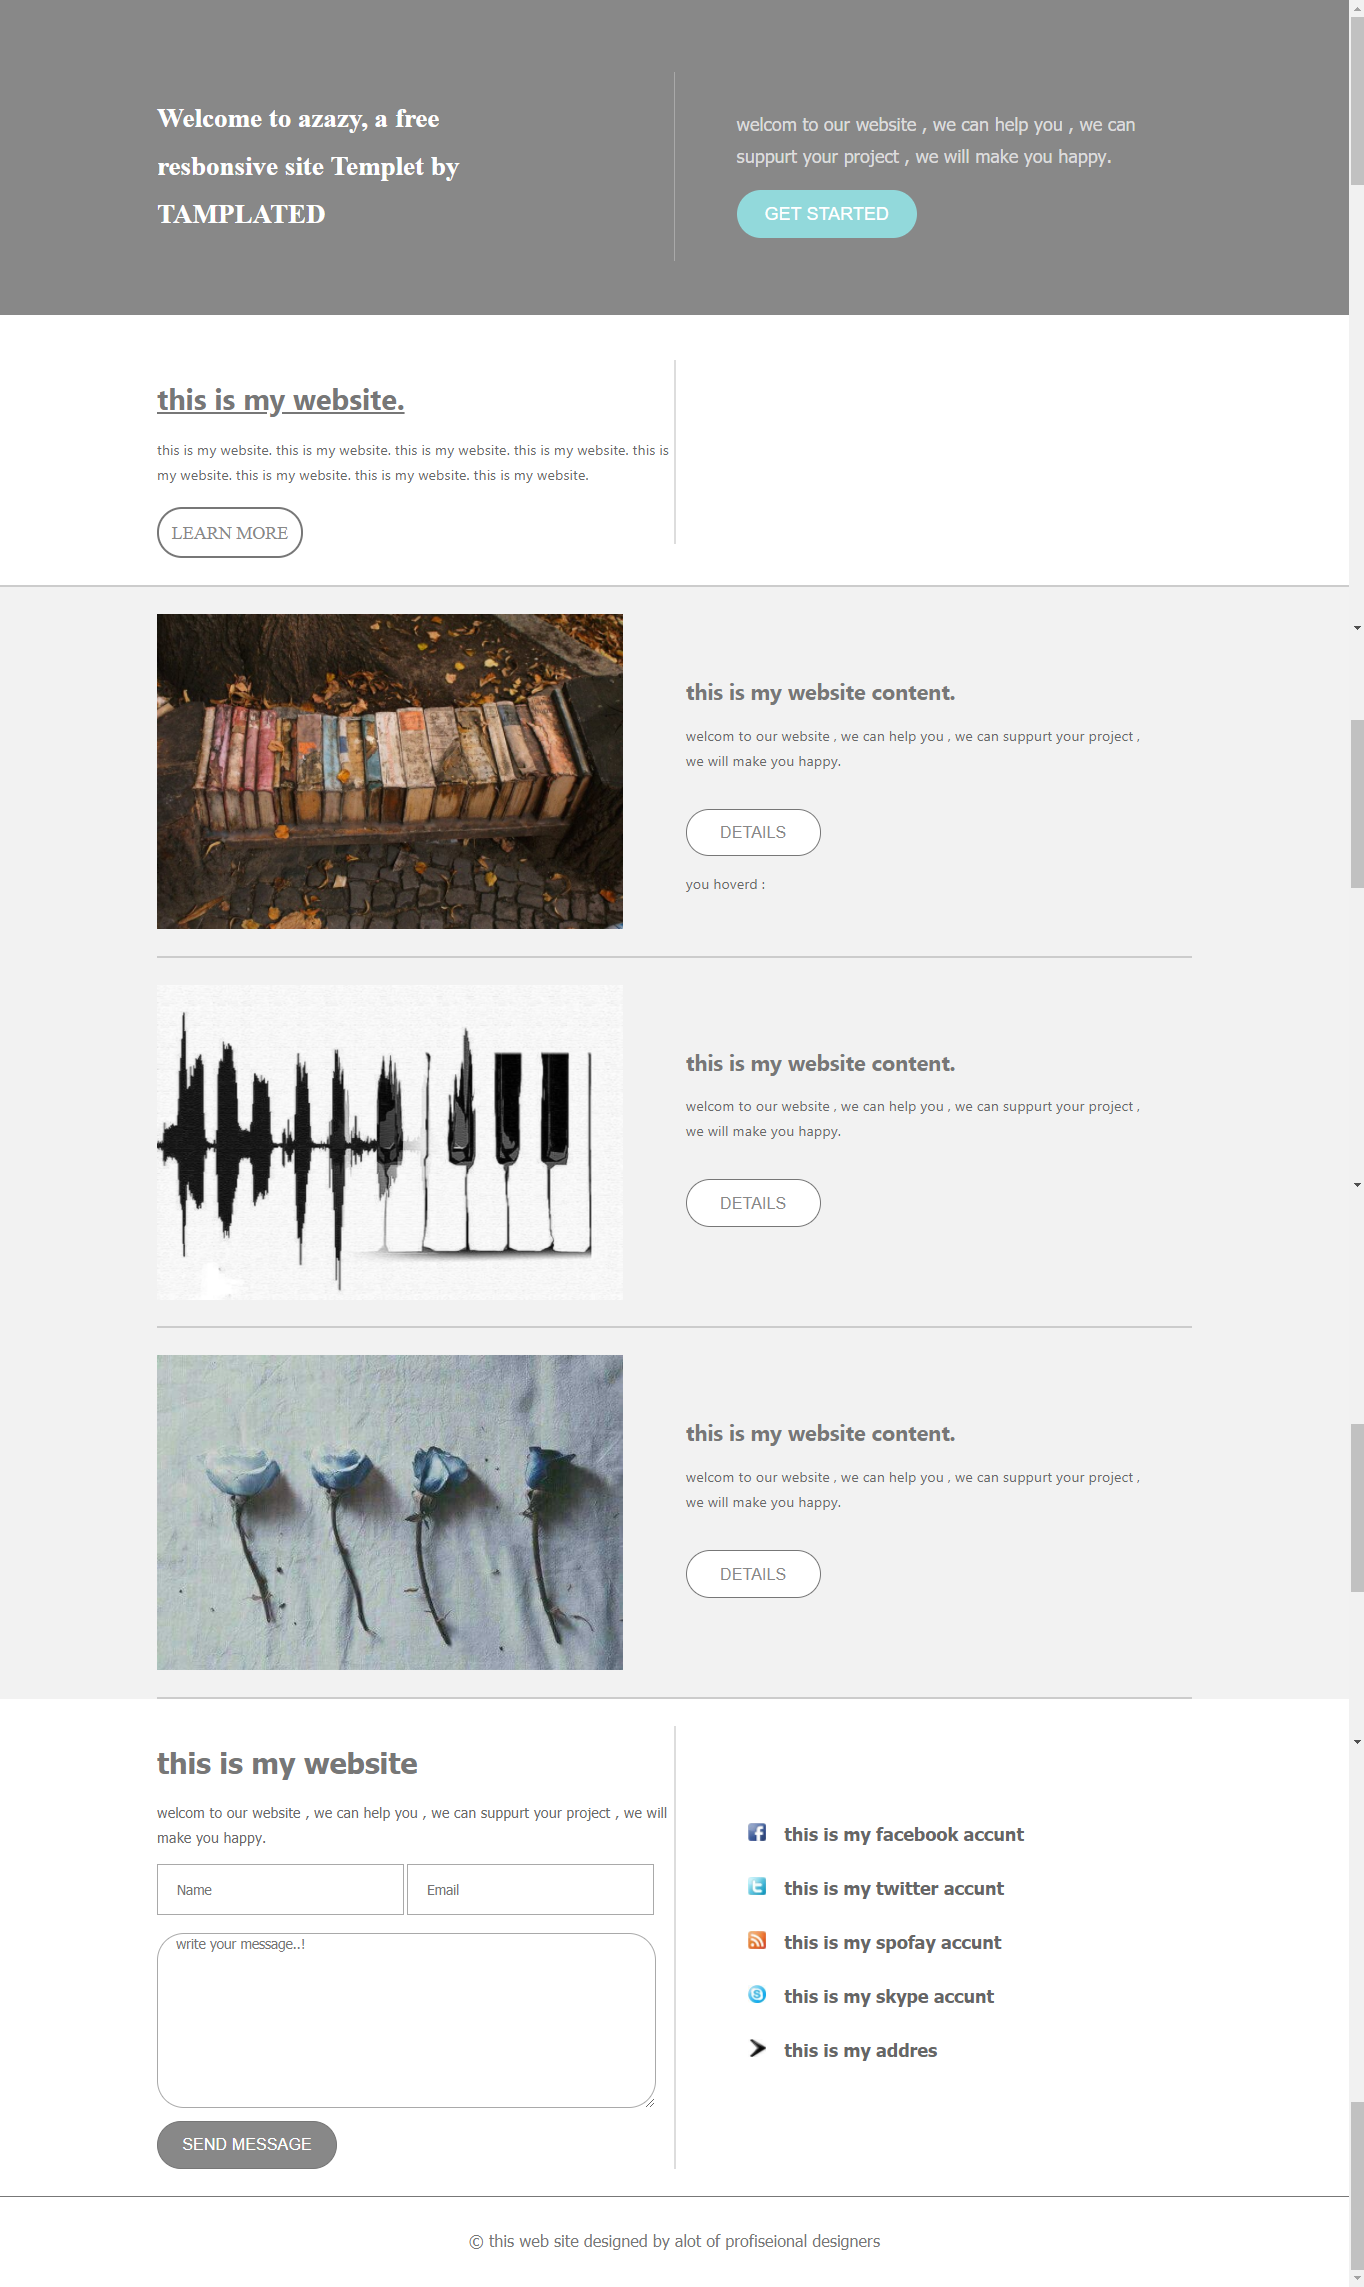 Welcome to azazy, a free
resbonsive site Templet by
TAMPLATED
welcom to our website , we can help you , we can
suppurt your project , we will make you happy.
GET STARTED
this is my website.
this is my website. this is my website. this is my website. this is my website. this is
my website. this is my website. this is my website. this is my website.
LEARN MORE
this is my website content.
welcom to our website , we can help you , we can suppurt your project ,
we will make you happy.
DETAILS
you hoverd :
this is my website content.
welcom to our website , we can help you , we can suppurt your project ,
we will make you happy.
DETAILS
this is my website content.
welcom to our website , we can help you , we can suppurt your project ,
we will make you happy.
DETAILS
this is my website
welcom to our website , we can help you , we can suppurt your project , we will
make you happy.
Name
Email
write your message..!
SEND MESSAGE
this is my facebook accunt
this is my twitter accunt
this is my spofay accunt
this is my skype accunt
this is my addres
© this web site designed by alot of profiseional designers